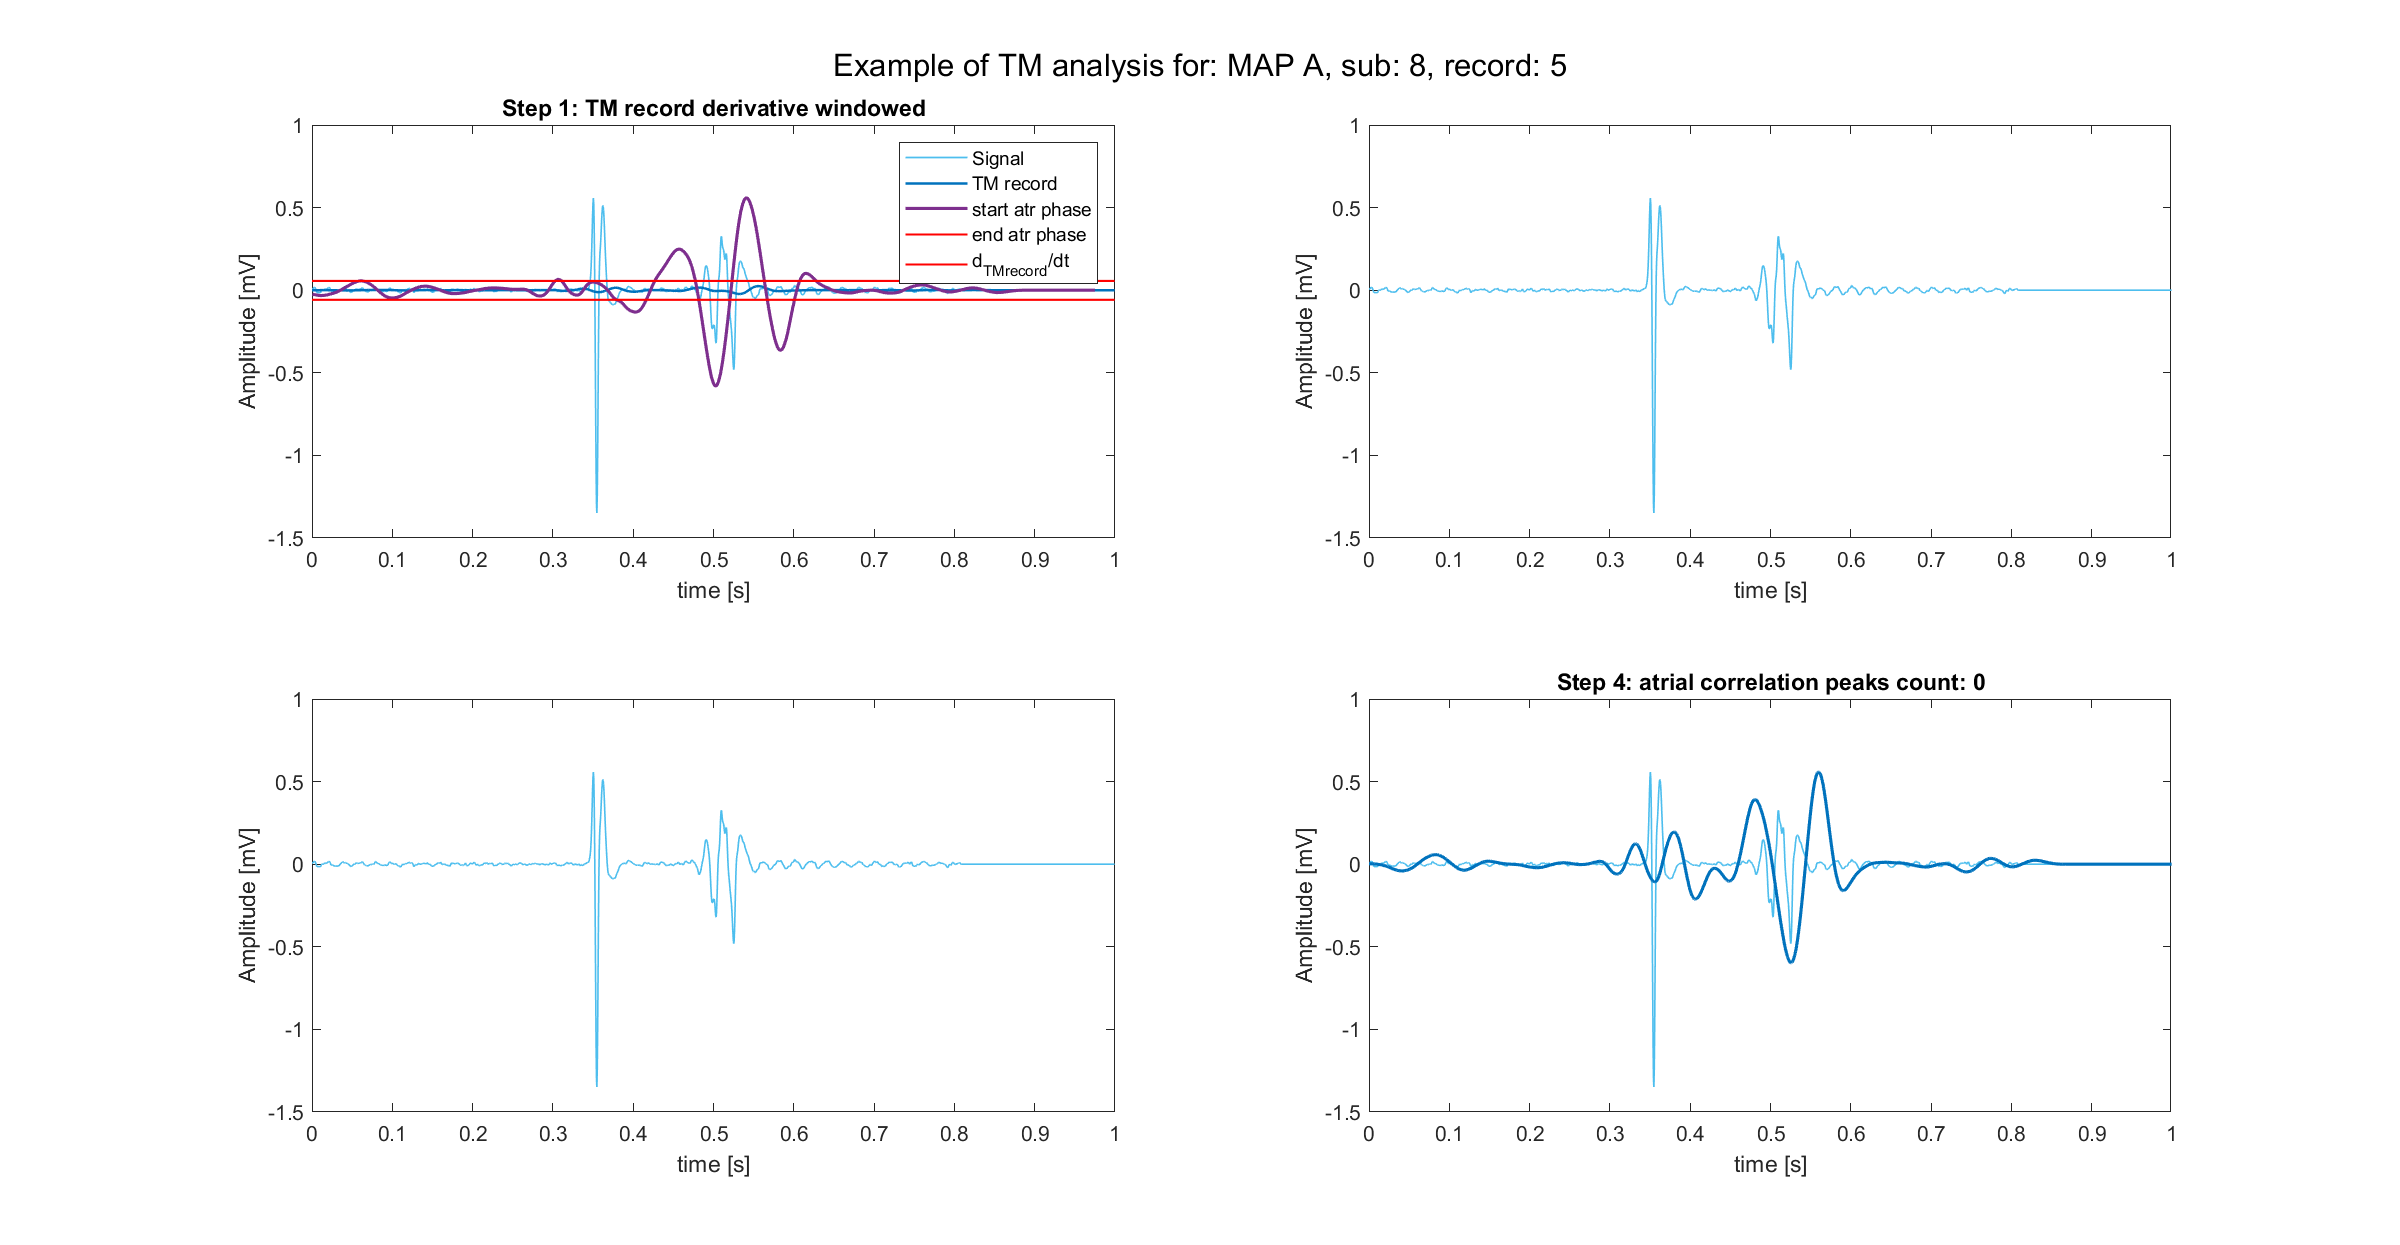 Example of TM analysis for: MAP A, sub: 8, record: 5
Step 1: TM record derivative windowed
Signal
TM record
start atr phase
end atr phase
d_TMrecord/dt
Amplitude [mV]
1
0.5
0
-0.5
-1
-1.5
0 0.1 0.2 0.3 0.4 0.5 0.6 0.7 0.8 0.9 1
time [s]
Amplitude [mV]
1
0.5
0
-0.5
-1
-1.5
0 0.1 0.2 0.3 0.4 0.5 0.6 0.7 0.8 0.9 1
time [s]
Amplitude [mV]
1
0.5
0
-0.5
-1
-1.5
0 0.1 0.2 0.3 0.4 0.5 0.6 0.7 0.8 0.9 1
time [s]
Step 4: atrial correlation peaks count: 0
Amplitude [mV]
1
0.5
0
-0.5
-1
-1.5
0 0.1 0.2 0.3 0.4 0.5 0.6 0.7 0.8 0.9 1
time [s]